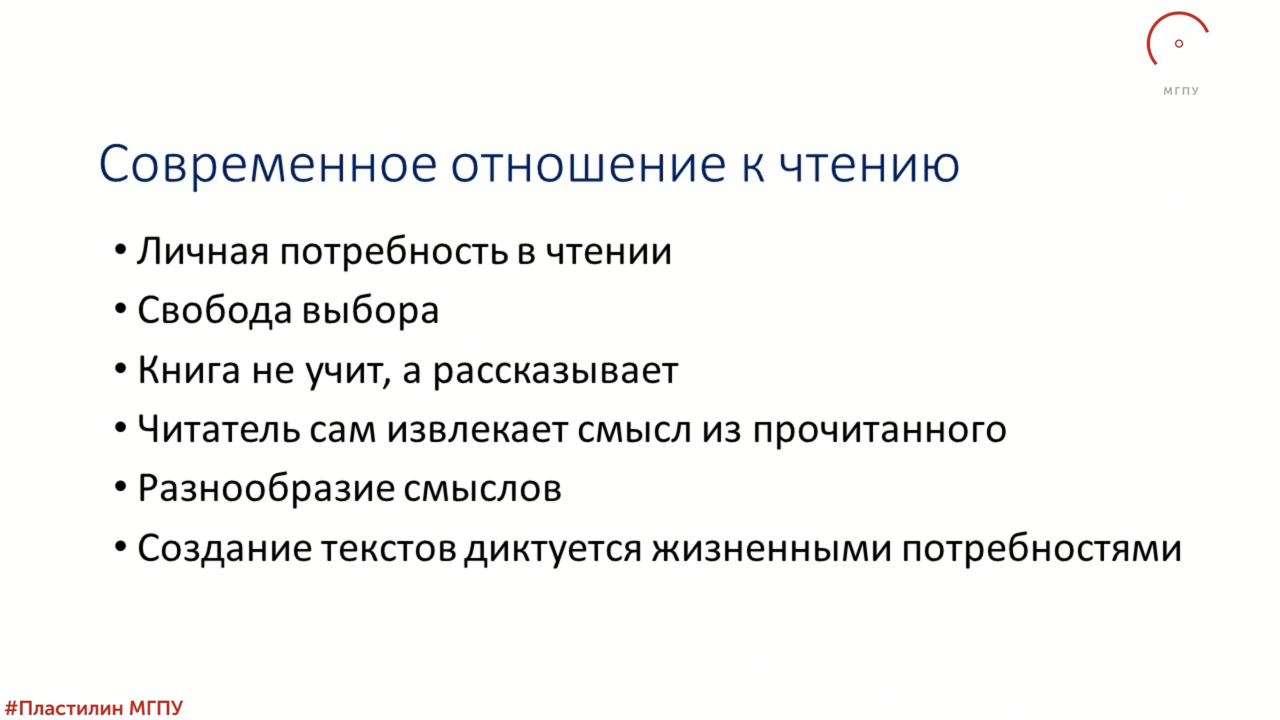 МГПУ
Современное отношение к чтению
• Личная потребность в чтении
• Свобода выбора
• Книга не учит, а рассказывает
• Читатель сам извлекает смысл из прочитанного
• Разнообразие смыслов
• Создание текстов диктуется жизненными потребностями
#Пластилин МГПУ